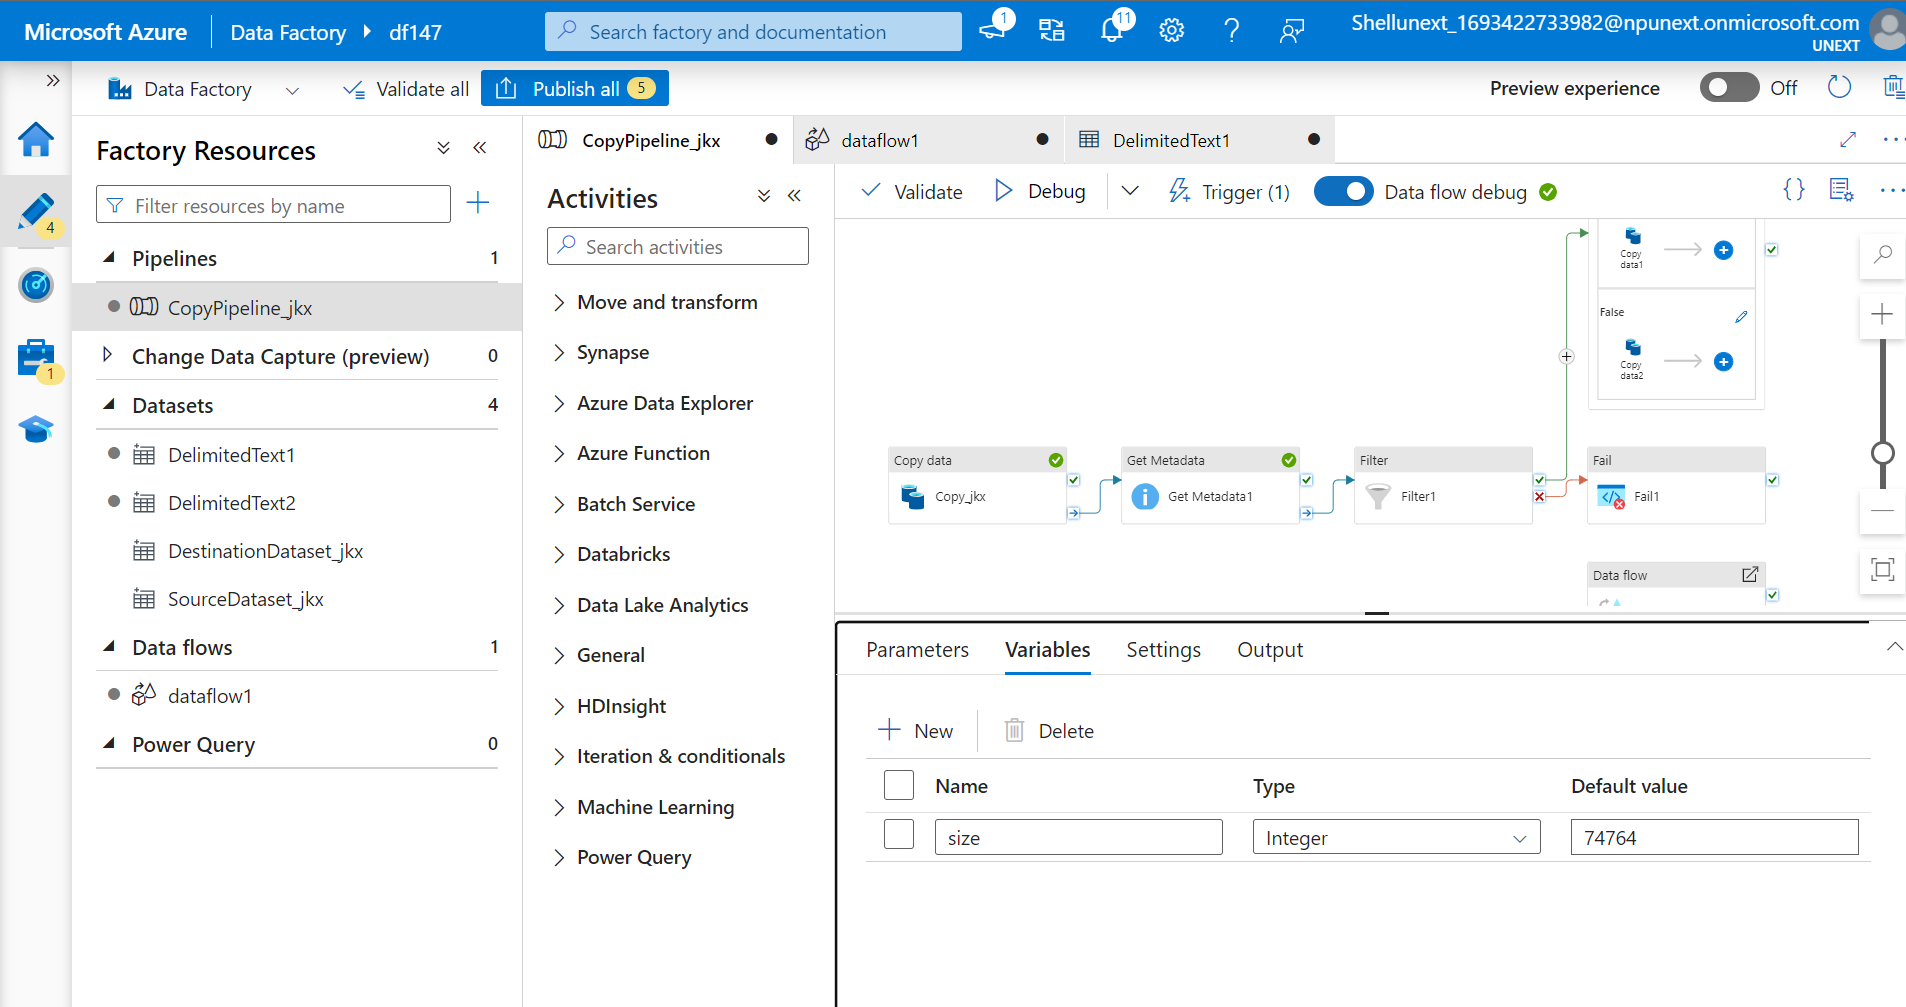 Microsoft Azure
Data Factory
df147
Search factory and documentation
1
11
Shellunext_1693422733982@npunext.onmicrosoft.com
UNEXT
Data Factory
Validate all
Publish all
5
Preview experience
Off
4
1
Factory Resources
Filter resources by name
Pipelines
1
CopyPipeline_jkx
Change Data Capture (preview)
0
Datasets
4
DelimitedText1
DelimitedText2
DestinationDataset_jkx
SourceDataset_jkx
Data flows
1
dataflow1
Power Query
0
CopyPipeline_jkx
dataflow1
DelimitedText1
Activities
Search activities
Move and transform
Synapse
Azure Data Explorer
Azure Function
Batch Service
Databricks
Data Lake Analytics
General
HDInsight
Iteration & conditionals
Machine Learning
Power Query
Validate
Debug
Trigger (1)
Data flow debug
Copy
data1
False
Copy
data2
Copy data
Copy_jkx
Get Metadata
Get Metadata1
Filter
Filter1
Fail
Fail1
Data flow
Parameters
Variables
Settings
Output
New
Delete
Name
Type
Default value
size
Integer
74764